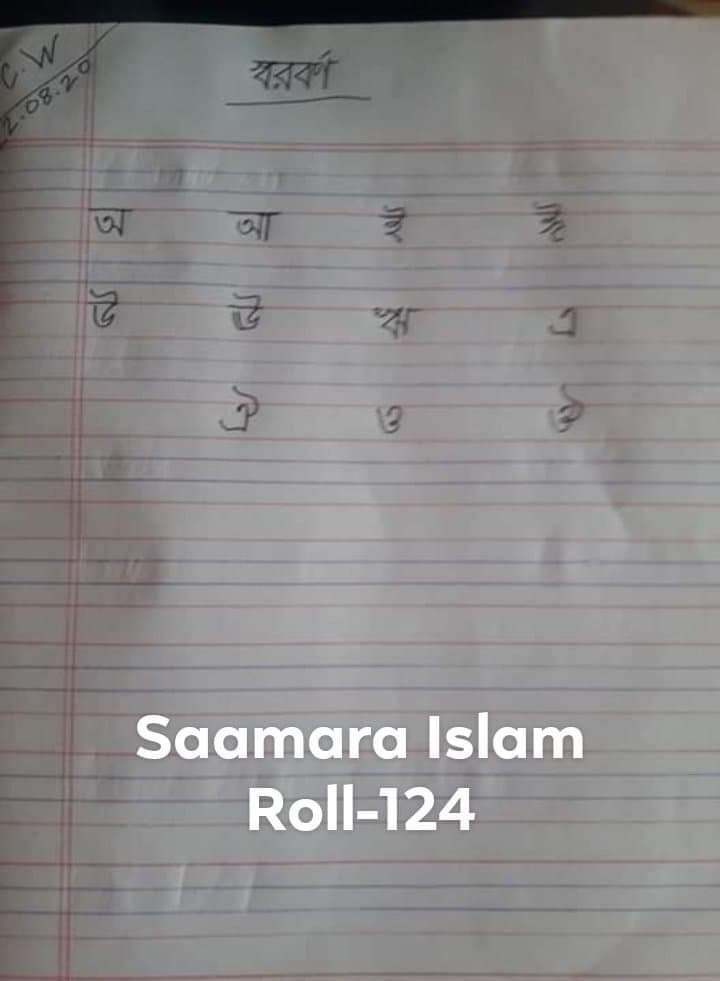 C.W
2.08.20
স্বরবর্ণ
অ আ ই ঈ
উ ঊ ঋ এ
ঐ ও ঔ
Saamara Islam
Roll-124